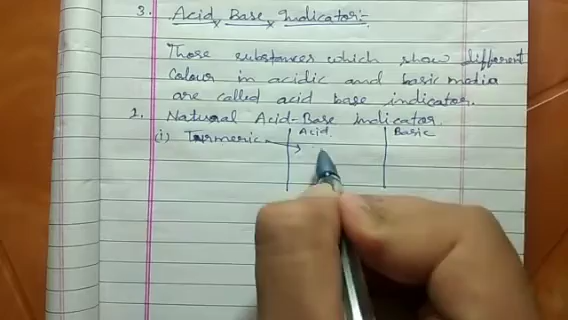 3. Acid, Base, Indicator:-
Those substances which show different
Colour in acidic and basic media
are called acid base indicator.
1. Natural Acid-Base indicator.
(i) Turmeric → Acid Basic